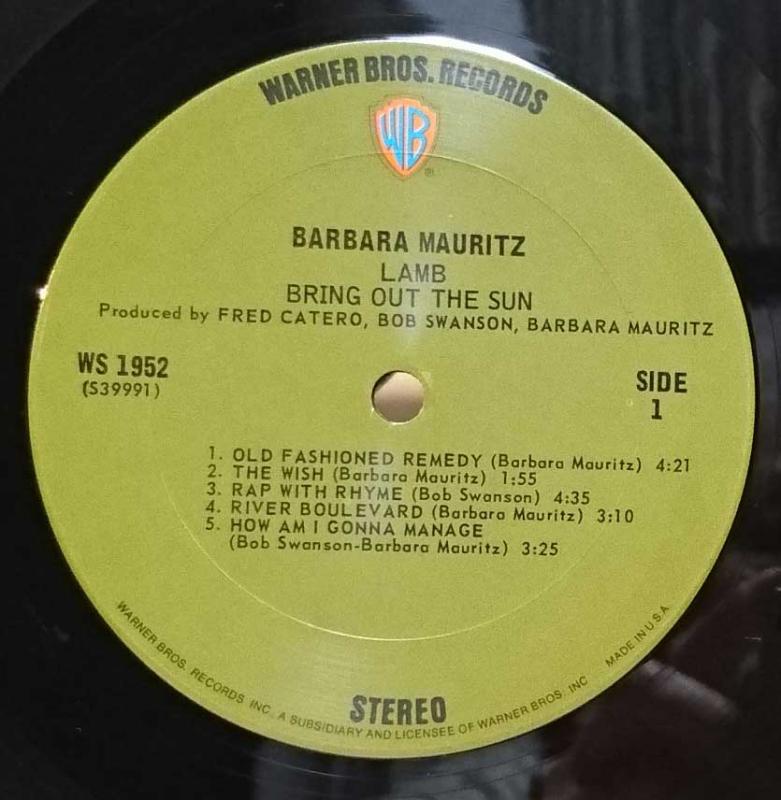 WARNER BROS. RECORDS
WB
®
BARBARA MAURITZ
LAMB
BRING OUT THE SUN
Produced by FRED CATERO, BOB SWANSON, BARBARA MAURITZ
WS 1952
(S39991)
SIDE
1
1. OLD FASHIONED REMEDY (Barbara Mauritz) 4:21
2. THE WISH (Barbara Mauritz) 1:55
3. RAP WITH RHYME (Bob Swanson) 4:35
4. RIVER BOULEVARD (Barbara Mauritz) 3:10
5. HOW AM I GONNA MANAGE
(Bob Swanson-Barbara Mauritz) 3:25
STEREO
WARNER BROS. RECORDS INC., A SUBSIDIARY AND LICENSEE OF WARNER BROS. INC. MADE IN U.S.A.